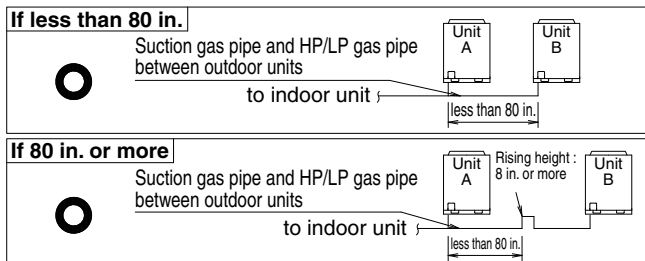 If less than 80 in.
Suction gas pipe and HP/LP gas pipe
between outdoor units
to indoor unit
Unit
A
Unit
B
less than 80 in.
If 80 in. or more
Suction gas pipe and HP/LP gas pipe
between outdoor units
to indoor unit
Unit
A
Rising height :
8 in. or more
Unit
B
less than 80 in.